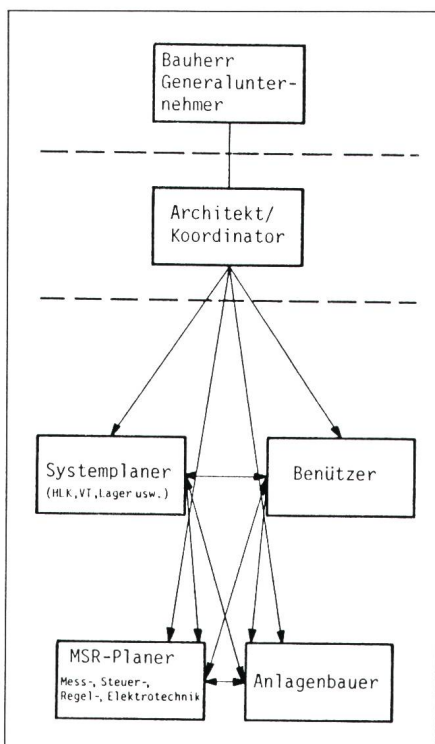 Bauherr
Generalunter-
nehmer
Architekt/
Koordinator
Systemplaner
(HLK,VT,Lager usw.)
Benützer
MSR-Planer
Mess-, Steuer-,
Regel-, Elektrotechnik
Anlagenbauer